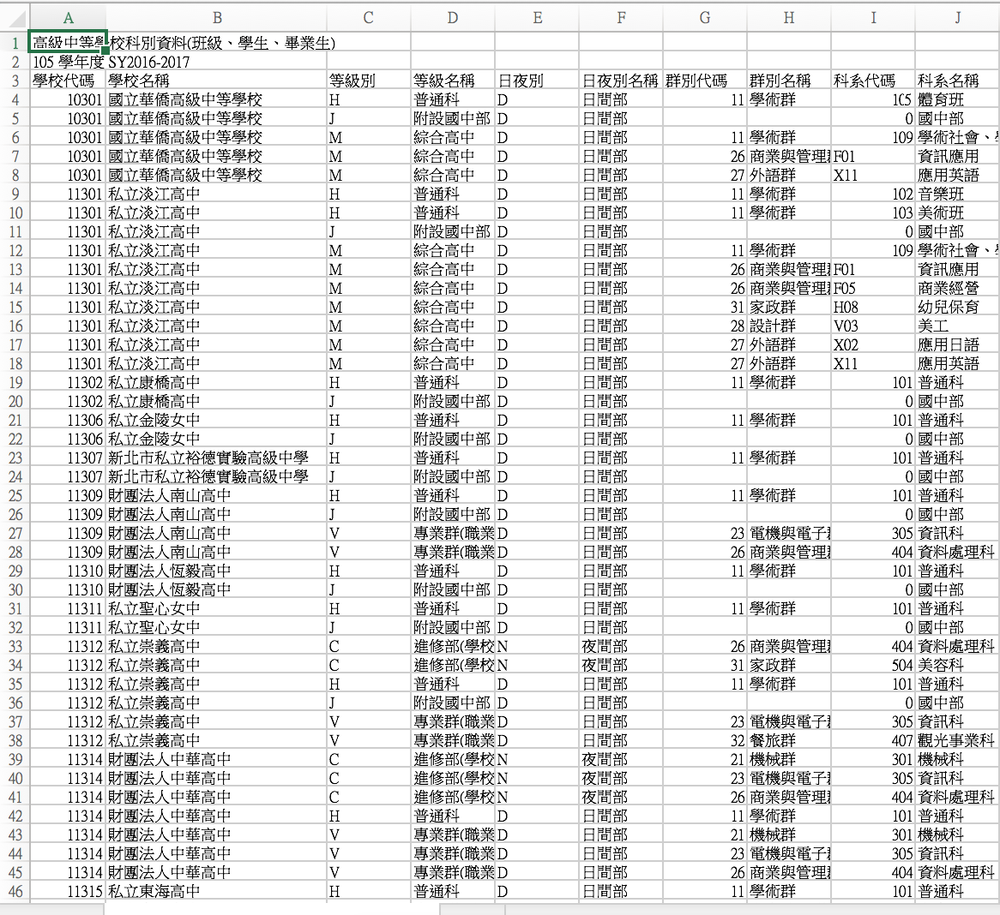 A B C D E F G H I J
1 高級中等學校科別資料(班級、學生、畢業生)
2 105 學年度 SY2016-2017
3 學校代碼 學校名稱 等級別 等級名稱 日夜別 日夜別名稱 群別代碼 群別名稱 科系代碼 科系名稱
4 10301 國立華僑高級中等學校 H 普通科 D 日間部 11 學術群 105 體育班
5 10301 國立華僑高級中等學校 J 附設國中部 D 日間部 0 國中部
6 10301 國立華僑高級中等學校 M 綜合高中 D 日間部 11 學術群 109 學術社會、
7 10301 國立華僑高級中等學校 M 綜合高中 D 日間部 26 商業與管理 F01 資訊應用
8 10301 國立華僑高級中等學校 M 綜合高中 D 日間部 27 外語群 X11 應用英語
9 11301 私立淡江高中 H 普通科 D 日間部 11 學術群 102 音樂班
10 11301 私立淡江高中 H 普通科 D 日間部 11 學術群 103 美術班
11 11301 私立淡江高中 J 附設國中部 D 日間部 0 國中部
12 11301 私立淡江高中 M 綜合高中 D 日間部 11 學術群 109 學術社會、
13 11301 私立淡江高中 M 綜合高中 D 日間部 26 商業與管理 F01 資訊應用
14 11301 私立淡江高中 M 綜合高中 D 日間部 26 商業與管理 F05 商業經營
15 11301 私立淡江高中 M 綜合高中 D 日間部 31 家政群 H08 幼兒保育
16 11301 私立淡江高中 M 綜合高中 D 日間部 28 設計群 V03 美工
17 11301 私立淡江高中 M 綜合高中 D 日間部 27 外語群 X02 應用日語
18 11301 私立淡江高中 M 綜合高中 D 日間部 27 外語群 X11 應用英語
19 11302 私立康橋高中 H 普通科 D 日間部 11 學術群 101 普通科
20 11302 私立康橋高中 J 附設國中部 D 日間部 0 國中部
21 11306 私立金陵女中 H 普通科 D 日間部 11 學術群 101 普通科
22 11306 私立金陵女中 J 附設國中部 D 日間部 0 國中部
23 11307 新北市私立裕德實驗高級中學 H 普通科 D 日間部 11 學術群 101 普通科
24 11307 新北市私立裕德實驗高級中學 J 附設國中部 D 日間部 0 國中部
25 11309 財團法人南山高中 H 普通科 D 日間部 11 學術群 101 普通科
26 11309 財團法人南山高中 J 附設國中部 D 日間部 0 國中部
27 11309 財團法人南山高中 V 專業群(職業 D 日間部 23 電機與電子 305 資訊科
28 11309 財團法人南山高中 V 專業群(職業 D 日間部 26 商業與管理 404 資料處理科
29 11310 財團法人恆毅高中 H 普通科 D 日間部 11 學術群 101 普通科
30 11310 財團法人恆毅高中 J 附設國中部 D 日間部 0 國中部
31 11311 私立聖心女中 H 普通科 D 日間部 11 學術群 101 普通科
32 11311 私立聖心女中 J 附設國中部 D 日間部 0 國中部
33 11312 私立崇義高中 C 進修部(學校 N 夜間部 26 商業與管理 404 資料處理科
34 11312 私立崇義高中 C 進修部(學校 N 夜間部 31 家政群 504 美容科
35 11312 私立崇義高中 H 普通科 D 日間部 11 學術群 101 普通科
36 11312 私立崇義高中 J 附設國中部 D 日間部 0 國中部
37 11312 私立崇義高中 V 專業群(職業 D 日間部 23 電機與電子 305 資訊科
38 11312 私立崇義高中 V 專業群(職業 D 日間部 32 餐旅群 407 觀光事業科
39 11314 財團法人中華高中 C 進修部(學校 N 夜間部 21 機械群 301 機械科
40 11314 財團法人中華高中 C 進修部(學校 N 夜間部 23 電機與電子 305 資訊科
41 11314 財團法人中華高中 C 進修部(學校 N 夜間部 26 商業與管理 404 資料處理科
42 11314 財團法人中華高中 H 普通科 D 日間部 11 學術群 101 普通科
43 11314 財團法人中華高中 V 專業群(職業 D 日間部 21 機械群 301 機械科
44 11314 財團法人中華高中 V 專業群(職業 D 日間部 23 電機與電子 305 資訊科
45 11314 財團法人中華高中 V 專業群(職業 D 日間部 26 商業與管理 404 資料處理科
46 11315 私立東海高中 H 普通科 D 日間部 11 學術群 101 普通科